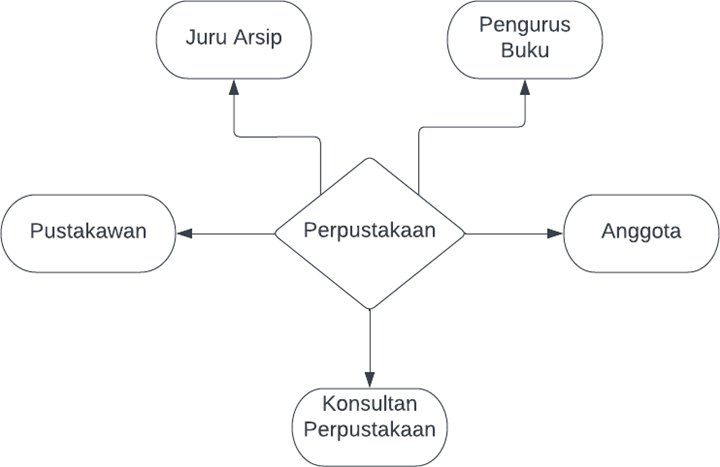 Juru Arsip
Pengurus
Buku
Pustakawan
Perpustakaan
Anggota
Konsultan
Perpustakaan